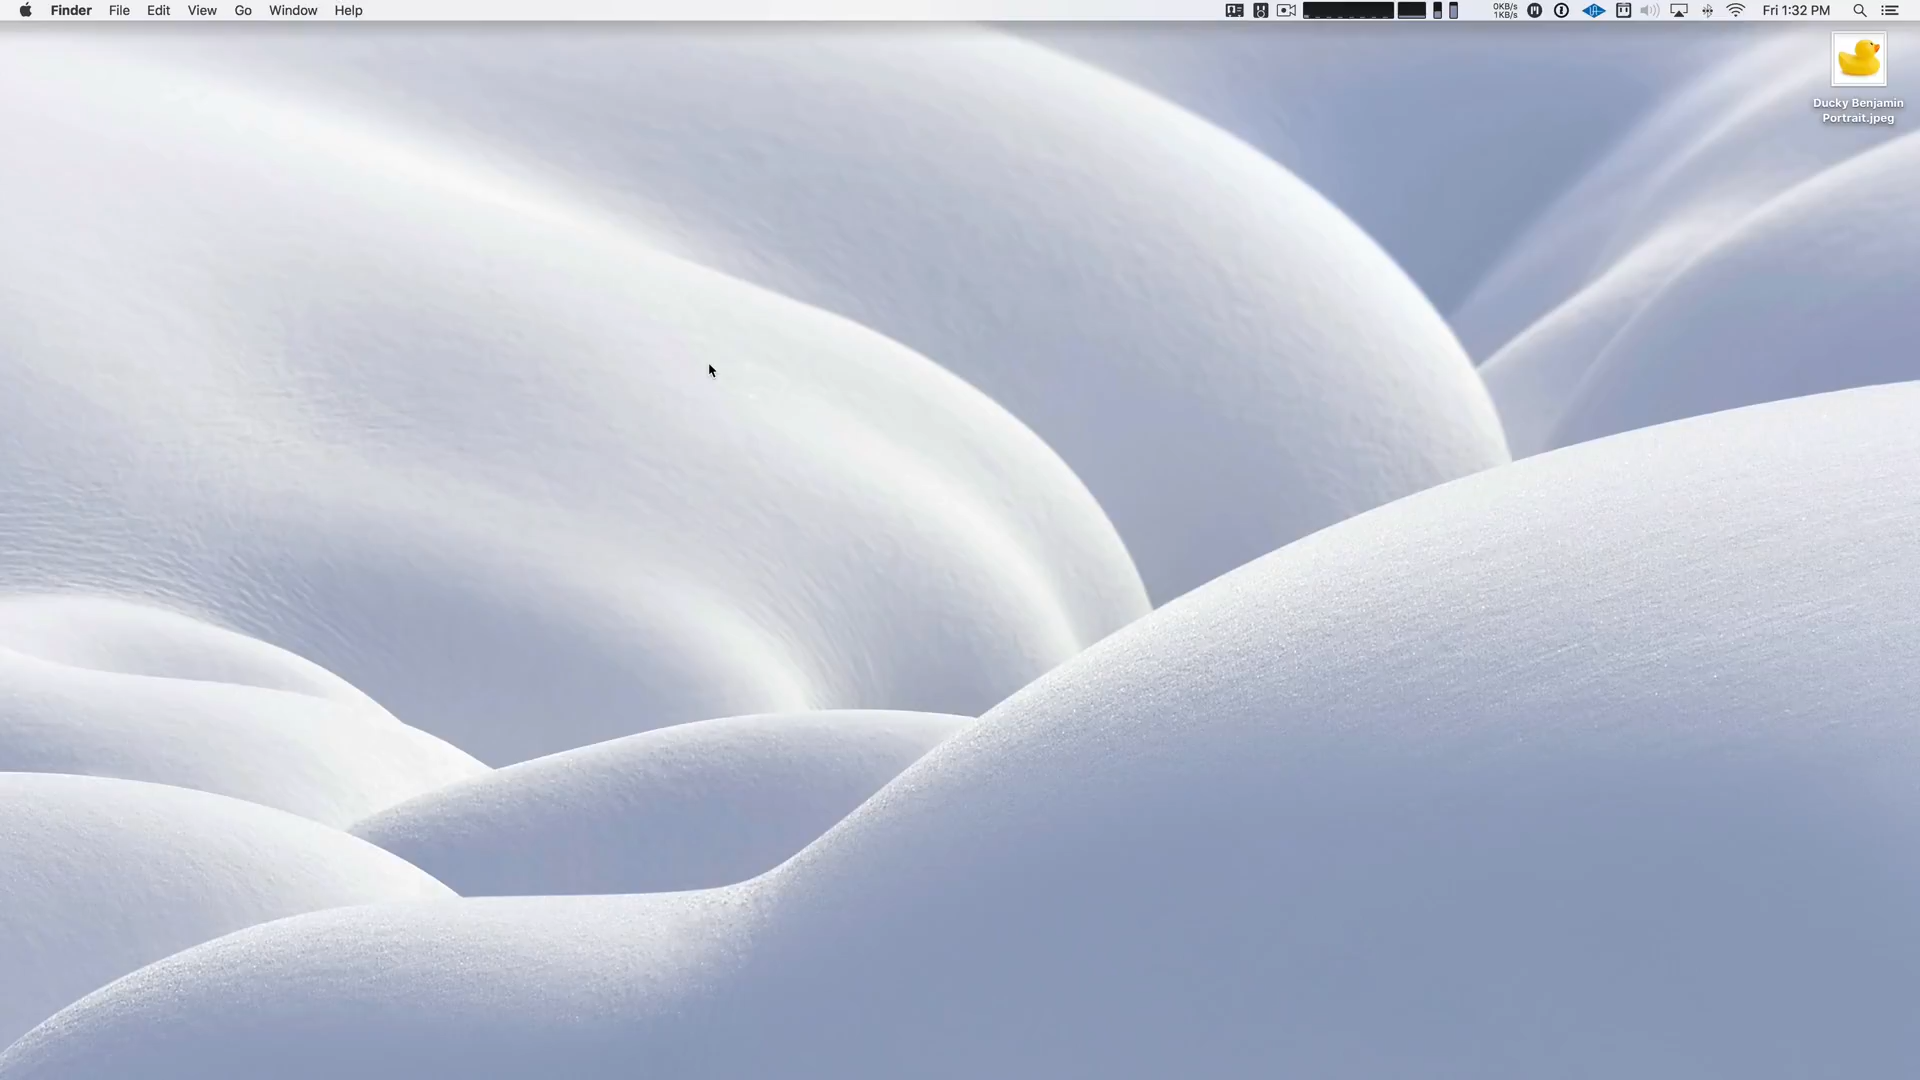 Finder File Edit View Go Window Help
0KB/s
1KB/s
Fri 1:32 PM
Ducky Benjamin
Portrait.jpeg